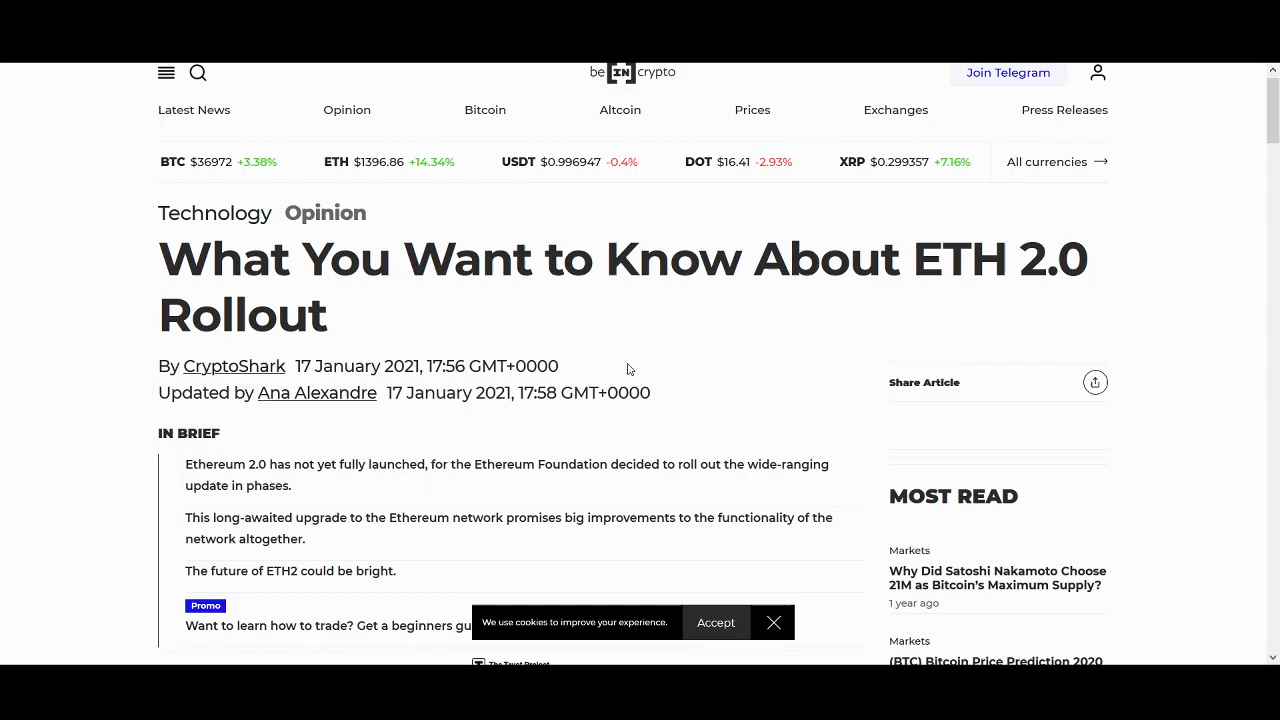 be[IN]crypto
Join Telegram
Latest News Opinion Bitcoin Altcoin Prices Exchanges Press Releases
BTC $36972 +3.38% ETH $1396.86 +14.34% USDT $0.996947 -0.4% DOT $16.41 -2.93% XRP $0.299357 +7.16% All currencies →
Technology Opinion
What You Want to Know About ETH 2.0
Rollout
By CryptoShark 17 January 2021, 17:56 GMT+0000
Updated by Ana Alexandre 17 January 2021, 17:58 GMT+0000
Share Article
IN BRIEF
Ethereum 2.0 has not yet fully launched, for the Ethereum Foundation decided to roll out the wide-ranging
update in phases.
This long-awaited upgrade to the Ethereum network promises big improvements to the functionality of the
network altogether.
The future of ETH2 could be bright.
Promo
Want to learn how to trade? Get a beginners gu
We use cookies to improve your experience. Accept
The Trust Project
MOST READ
Markets
Why Did Satoshi Nakamoto Choose
21M as Bitcoin's Maximum Supply?
1 year ago
Markets
(BTC) Bitcoin Price Prediction 2020